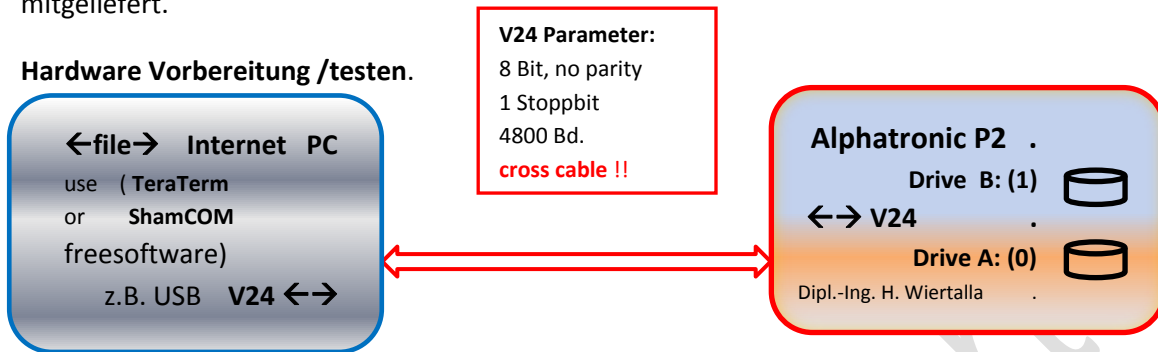 mitgeliefert.
Hardware Vorbereitung /testen.
V24 Parameter:
8 Bit, no parity
1 Stoppbit
4800 Bd.
cross cable !!
←file→ Internet PC
use ( TeraTerm
or ShamCOM
freesoftware)
z.B. USB V24 ←→
Alphatronic P2 .
Drive B: (1)
←→ V24 .
Drive A: (0)
Dipl.-Ing. H. Wiertalla .